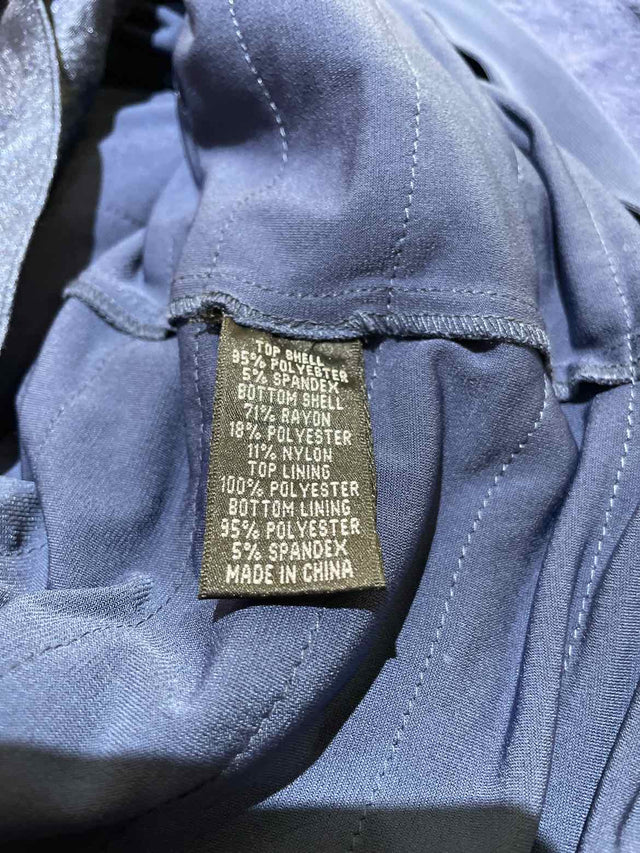 TOP SHELL
95% POLYESTER
5% SPANDEX
BOTTOM SHELL
71% RAYON
18% POLYESTER
11% NYLON
TOP LINING
100% POLYESTER
BOTTOM LINING
95% POLYESTER
5% SPANDEX
MADE IN CHINA